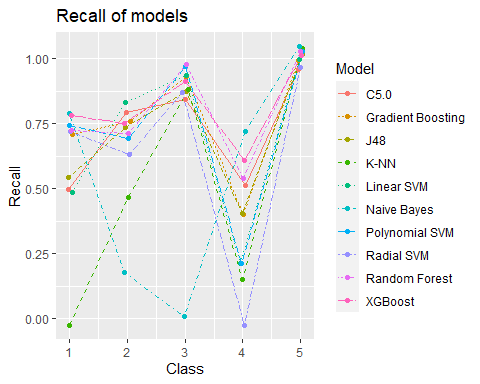 Recall of models
1.00
0.75
0.50
0.25
0.00
Recall
1 2 3 4 5
Class
Model
C5.0
Gradient Boosting
J48
K-NN
Linear SVM
Naive Bayes
Polynomial SVM
Radial SVM
Random Forest
XGBoost